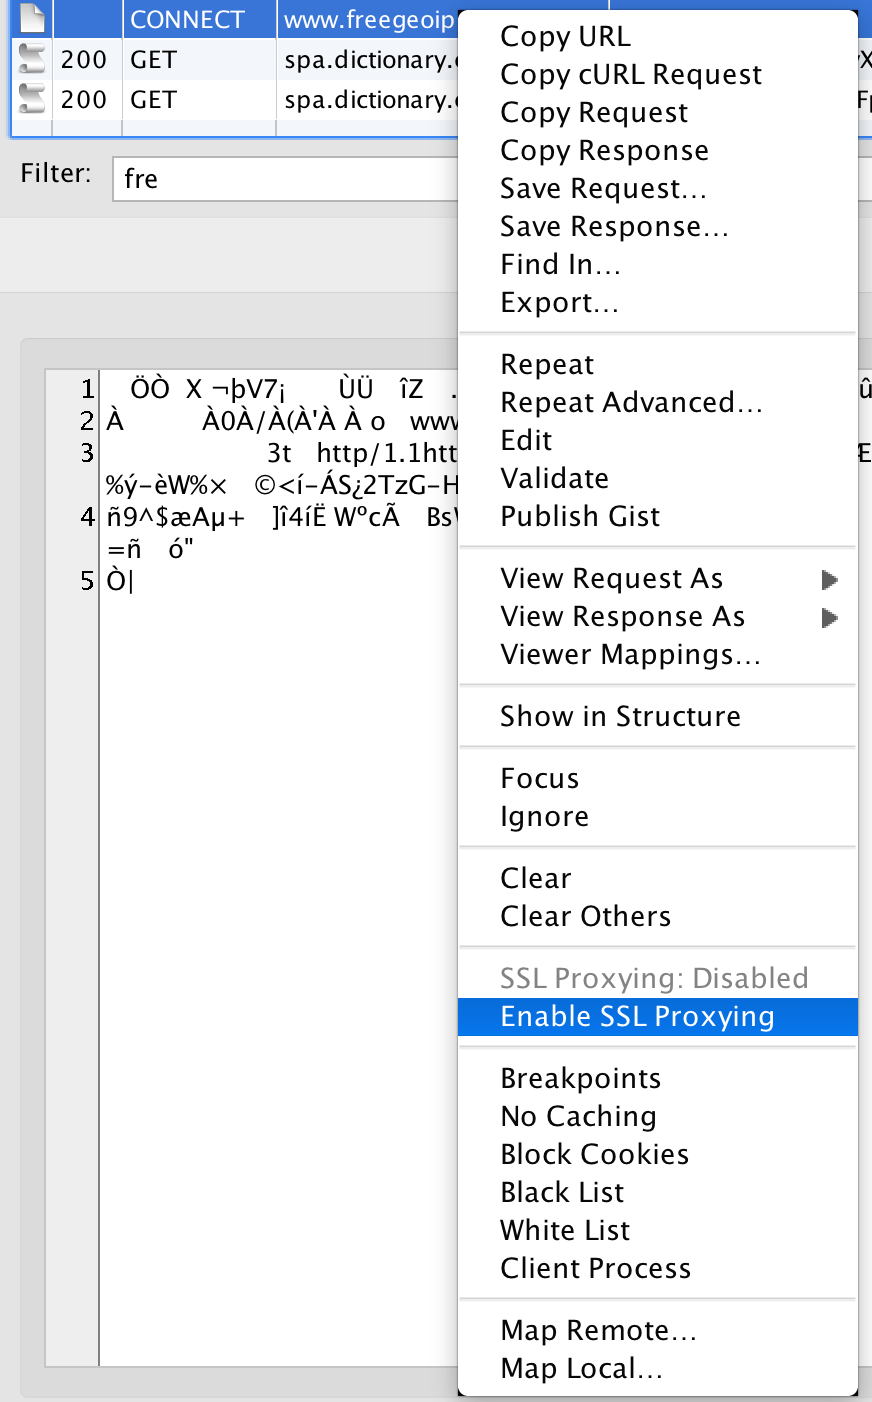 CONNECT www.freegeoip
200 GET spa.dictionary.
200 GET spa.dictionary.
Filter: fre
1 ÖÒ X ¬þV7¡ ÙÜ îZ .
2 À À0À/À(À'À À o www
3 3t http/1.1htt
%ý-èW%× ©<í-ÁS¿2TzG-H
4 ñ9^$æAµ+ ]î4íË WºcÃ Bs
=ñ ó"
5 Ò|
Copy URL
Copy cURL Request
Copy Request
Copy Response
Save Request...
Save Response...
Find In...
Export...
Repeat
Repeat Advanced...
Edit
Validate
Publish Gist
View Request As
View Response As
Viewer Mappings...
Show in Structure
Focus
Ignore
Clear
Clear Others
SSL Proxying: Disabled
Enable SSL Proxying
Breakpoints
No Caching
Block Cookies
Black List
White List
Client Process
Map Remote...
Map Local...